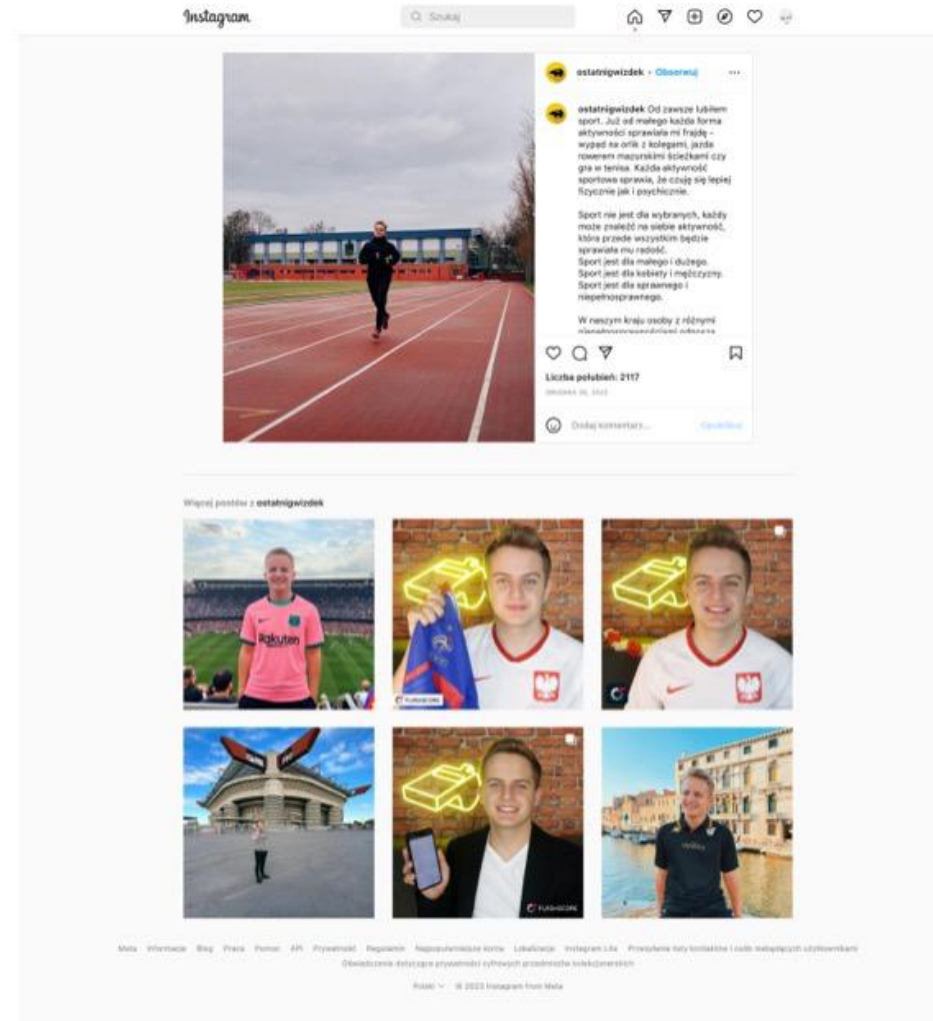 Instagram
Szukaj
ostatnigwizdek • Obserwuj
ostatnigwizdek Od zawsze lubiłem
sport. Już od małego każda forma
aktywności sprawiała mi frajdę –
wypad na orlik z kolegami, jazda
rowerem mazurskimi ścieżkami czy
gra w tenisa. Każda aktywność
sportowa sprawia, że czuję się lepiej
fizycznie jak i psychicznie.
Sport nie jest dla wybranych, każdy
może znaleźć na siebie aktywność,
która przede wszystkim będzie
sprawiała mu radość.
Sport jest dla małego i dużego.
Sport jest dla kobiety i mężczyzny.
Sport jest dla sprawnego i
niepełnosprawnego.
W naszym kraju osoby z różnymi
niepełnosprawnościami
Liczba polubień: 2117
Dodaj komentarz...
Opublikuj
Więcej postów z ostatnigwizdek
Rakuten
FLASHSCORE
FLASHSCORE
Meta Informacje Blog Praca Pomoc API Prywatność Regulamin Najpopularniejsze konta Lokalizacje Instagram Lite Przesyłanie listy kontaktów i osób niebędących użytkownikami
Oświadczenie dotyczące prywatności cyfrowych przedmiotów kolekcjonerskich
Polski © 2023 Instagram from Meta